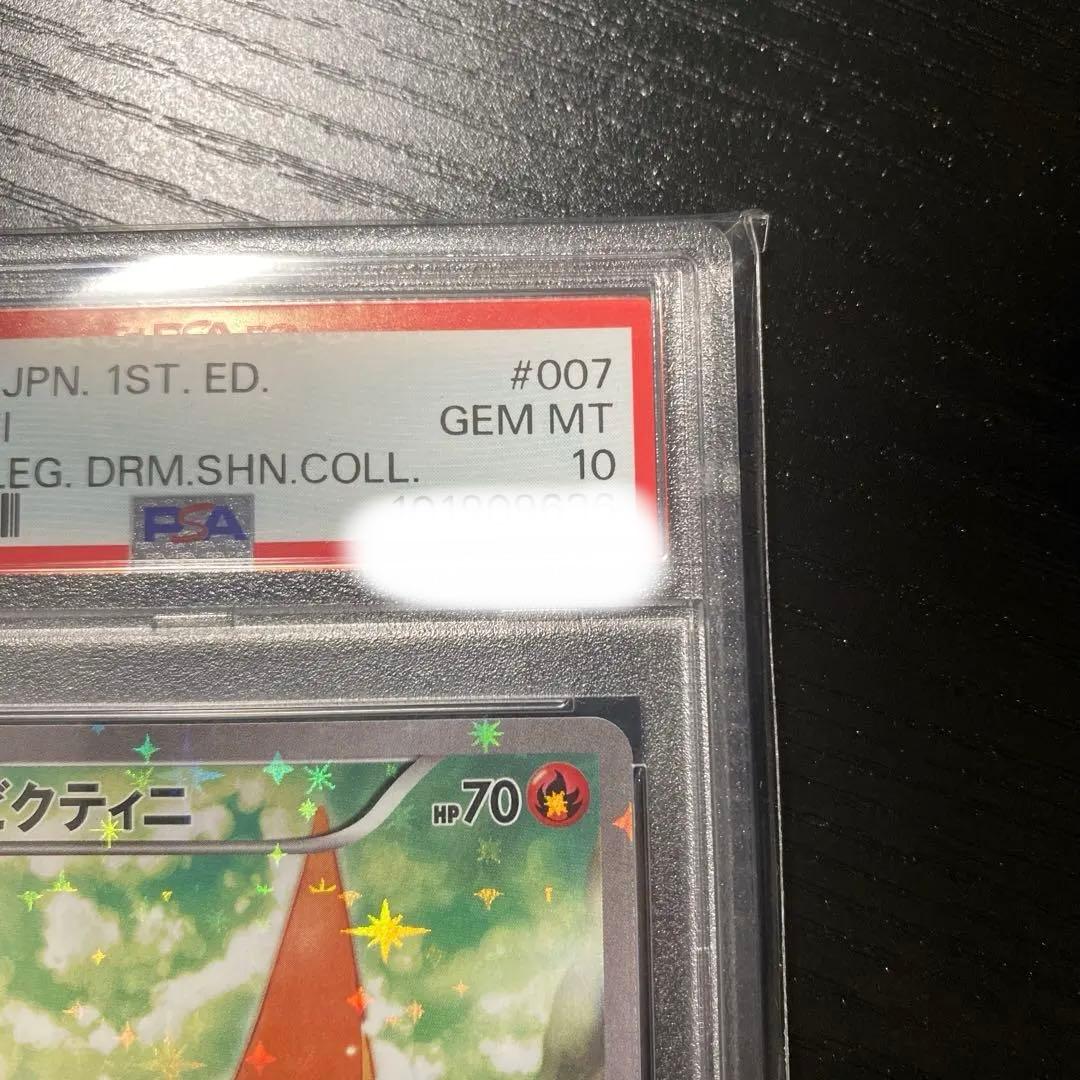 JPN. 1ST. ED. #007
GEM MT
LEG. DRM.SHN.COLL. 10
PSA
ビクティニ HP70